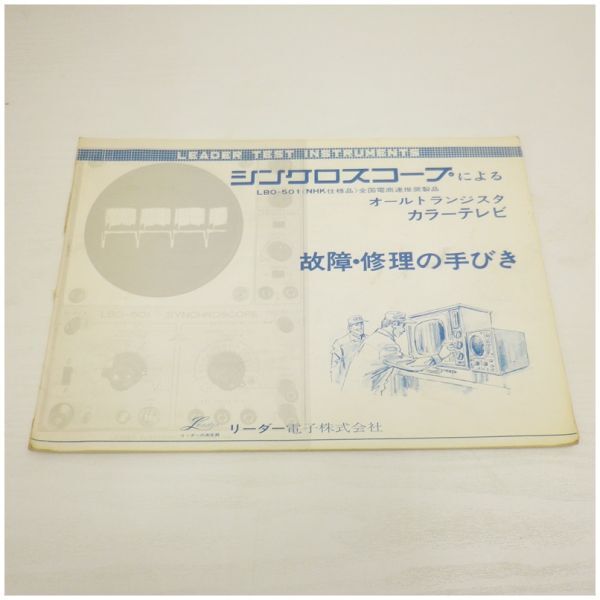 LEADER TEST INSTRUMENTS
シンクロスコープによる
LBO-501(NHK仕様品)全国電商連推奨製品
オールトランジスタ
カラーテレビ
故障・修理の手びき
LBO-501 SYNCHROSCOPE
Leader
リーダー電子株式会社